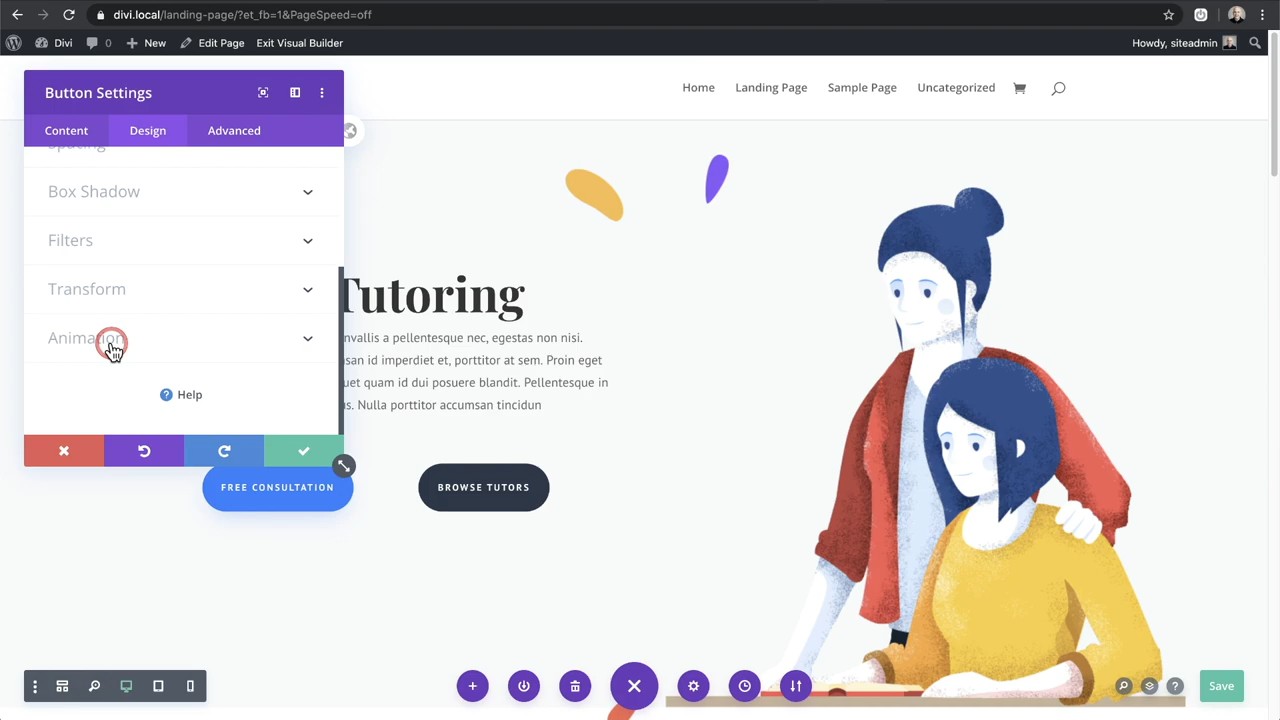 divi.local/landing-page/?et_fb=1&PageSpeed=off
Divi 0 New Edit Page Exit Visual Builder Howdy, siteadmin
Home Landing Page Sample Page Uncategorized
Button Settings
Content Design Advanced
Spacing
Box Shadow
Filters
Transform
Animation
? Help
Tutoring
nvallis a pellentesque nec, egestas non nisi.
san id imperdiet et, porttitor at sem. Proin eget
uet quam id dui posuere blandit. Pellentesque in
s. Nulla porttitor accumsan tincidun
FREE CONSULTATION BROWSE TUTORS
? Save